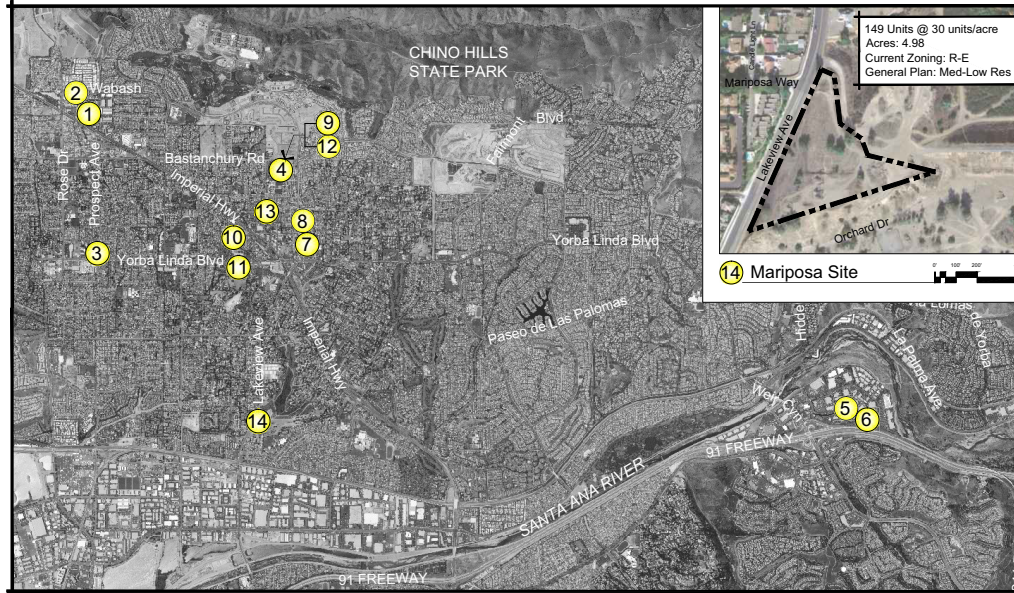 CHINO HILLS
STATE PARK
2
Wabash
1
Rose Dr
Prospect Ave
9
12
Blvd
Fairmont
Bastanchury Rd
4
Imperial Hwy
13
8
10
7
3
Yorba Linda Blvd
11
Yorba Linda Blvd
Paseo de Las Palomas
Lakeview Ave
Imperial Hwy
14
Weir Cyn
La Palma Ave
de Yorba
5
6
91 FREEWAY
SANTA ANA RIVER
91 FREEWAY
149 Units @ 30 units/acre
Acres: 4.98
Current Zoning: R-E
General Plan: Med-Low Res
Mariposa Way
Lakeview Ave
Orchard Dr
14 Mariposa Site
0' 100' 200'